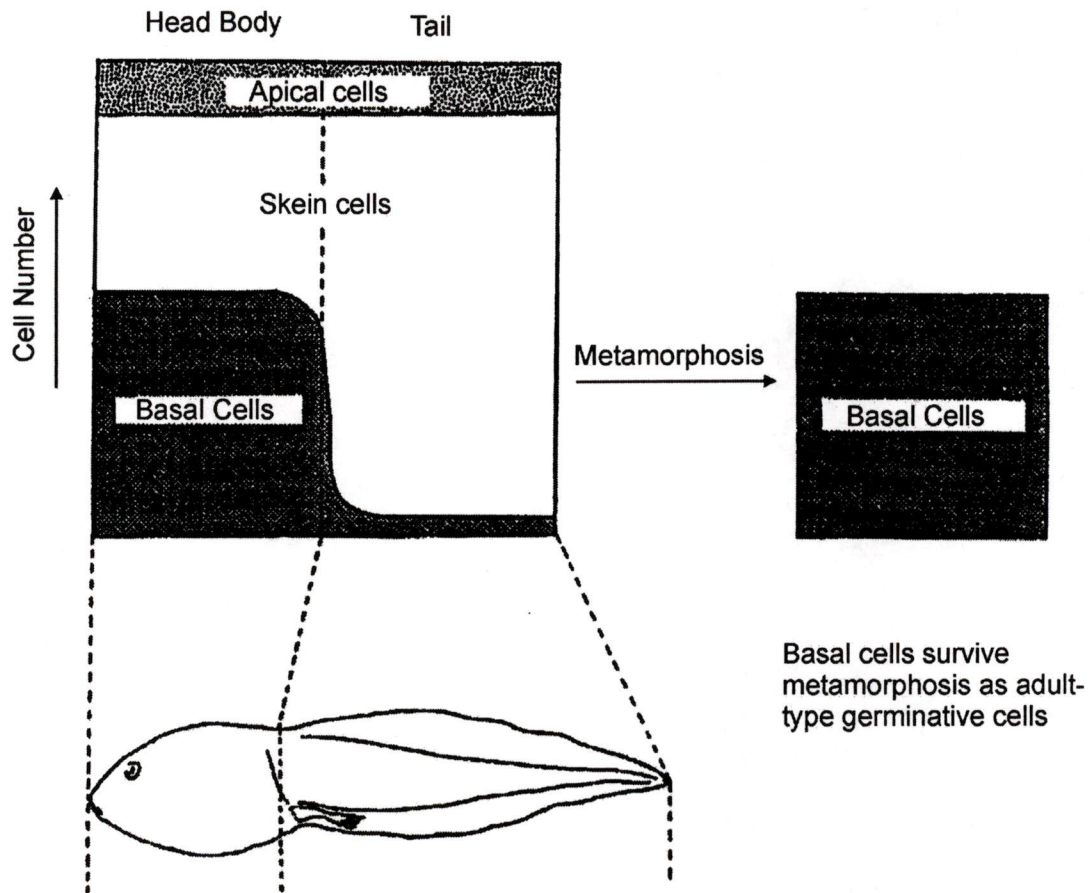 Head Body
Tail
Apical cells
Skein cells
Cell Number
Basal Cells
Metamorphosis
Basal Cells
Basal cells survive
metamorphosis as adult-
type germinative cells